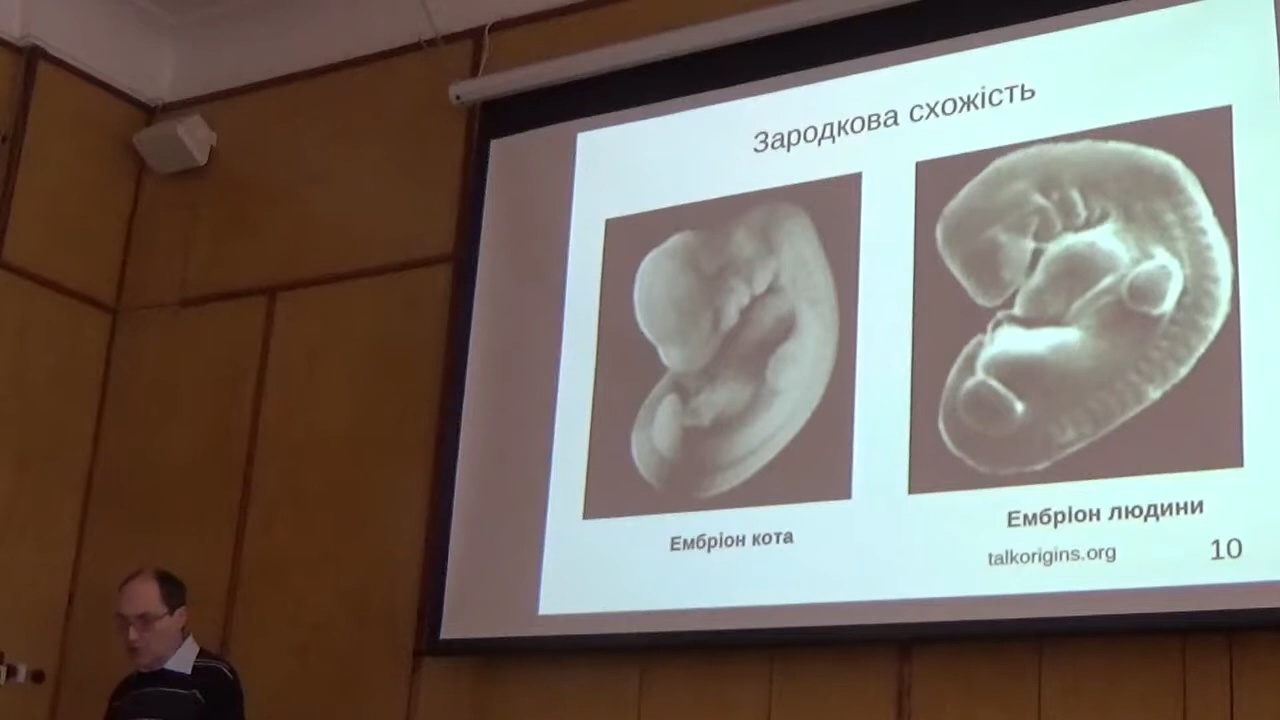 Зародкова схожість
Ембріон кота
Ембріон людини
talkorigins.org
10